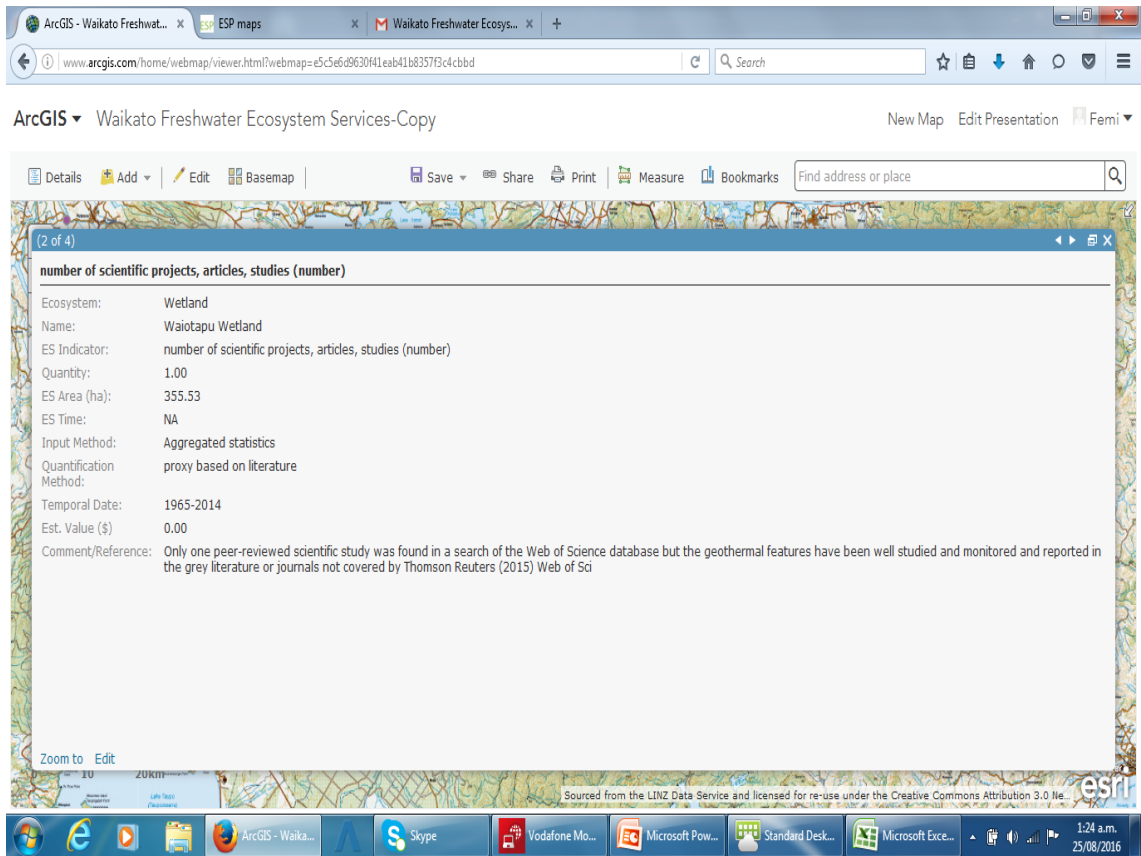 ArcGIS - Waikato Freshwat... × ESP ESP maps × Waikato Freshwater Ecosys... × +
www.arcgis.com/home/webmap/viewer.html?webmap=e5c5e6d9630f41eab41b8357f3c4cbbd Search
ArcGIS Waikato Freshwater Ecosystem Services-Copy New Map Edit Presentation Femi
Details Add Edit Basemap Save Share Print Measure Bookmarks Find address or place
(2 of 4)
number of scientific projects, articles, studies (number)
Ecosystem: Wetland
Name: Waiotapu Wetland
ES Indicator: number of scientific projects, articles, studies (number)
Quantity: 1.00
ES Area (ha): 355.53
ES Time: NA
Input Method: Aggregated statistics
Quantification Method: proxy based on literature
Temporal Date: 1965-2014
Est. Value ($) 0.00
Comment/Reference: Only one peer-reviewed scientific study was found in a search of the Web of Science database but the geothermal features have been well studied and monitored and reported in
the grey literature or journals not covered by Thomson Reuters (2015) Web of Sci
Zoom to Edit
10 20km
Sourced from the LINZ Data Service and licensed for re-use under the Creative Commons Attribution 3.0 Ne...
esri
ArcGIS - Waika... Skype Vodafone Mo... Microsoft Pow... Standard Desk... Microsoft Exce... 1:24 a.m.
25/08/2016